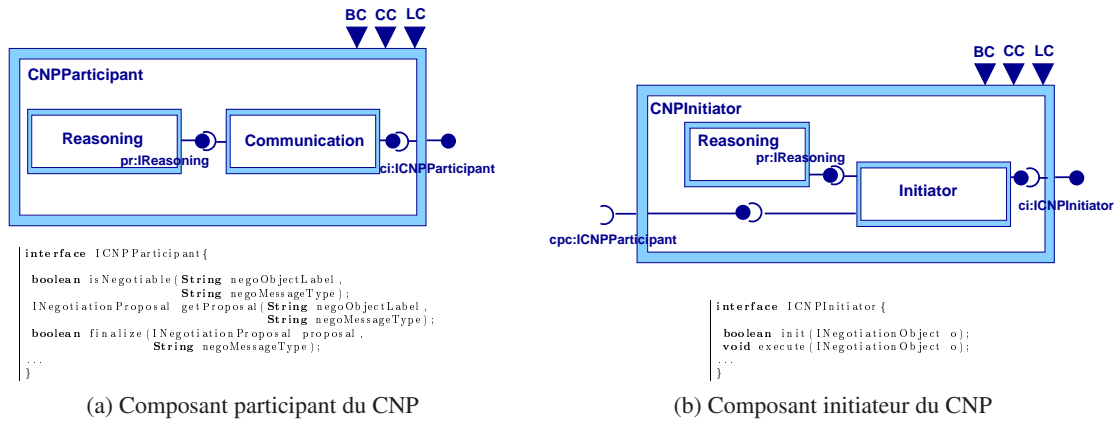 BC CC LC
CNPParticipant
Reasoning
Communication
pr:IReasoning
ci:ICNPParticipant
interface ICNPParticipant{
boolean isNegotiable(String negoObjectLabel,
String negoMessageType);
INegotiationProposal getProposal(String negoObjectLabel,
String negoMessageType);
boolean finalize(INegotiationProposal proposal,
String negoMessageType);
...
}
(a) Composant participant du CNP
BC CC LC
CNPInitiator
Reasoning
pr:IReasoning
Initiator
ci:ICNPInitiator
cpc:ICNPParticipant
interface ICNPInitiator{
boolean init(INegotiationObject o);
void execute(INegotiationObject o);
...
}
(b) Composant initiateur du CNP